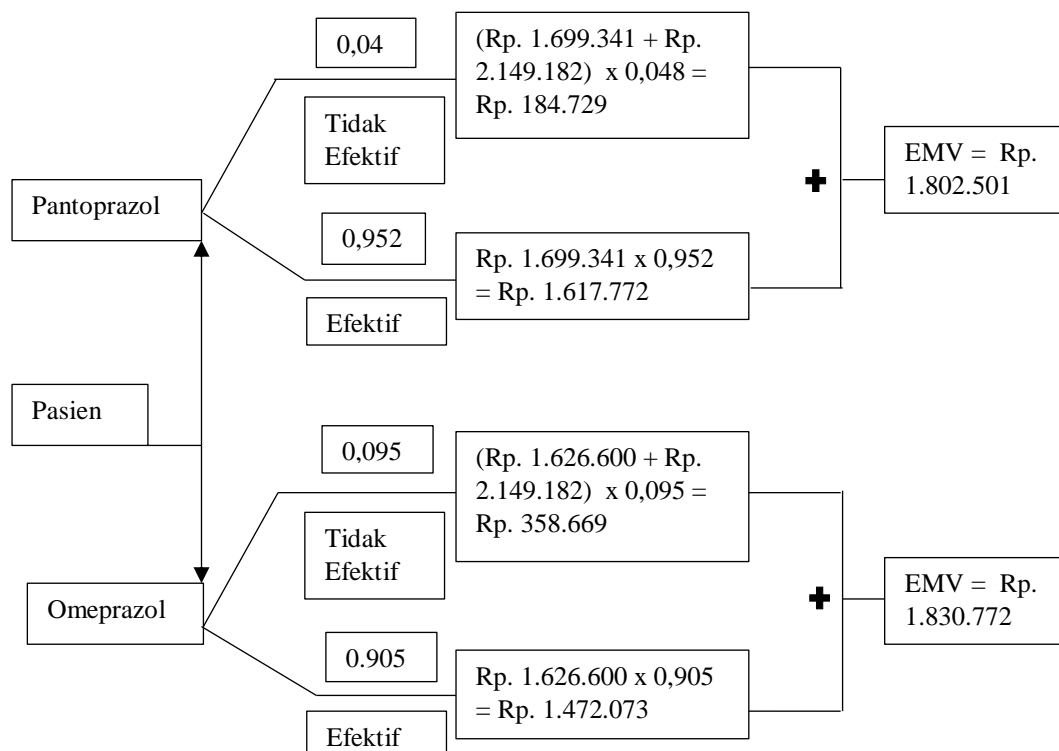 0,04
(Rp. 1.699.341 + Rp.
2.149.182) x 0,048 =
Rp. 184.729
Tidak
Efektif
EMV = Rp.
1.802.501
Pantoprazol
0,952
Rp. 1.699.341 x 0,952
= Rp. 1.617.772
Efektif
Pasien
0,095
(Rp. 1.626.600 + Rp.
2.149.182) x 0,095 =
Rp. 358.669
Tidak
Efektif
EMV = Rp.
1.830.772
Omeprazol
0.905
Rp. 1.626.600 x 0,905
= Rp. 1.472.073
Efektif